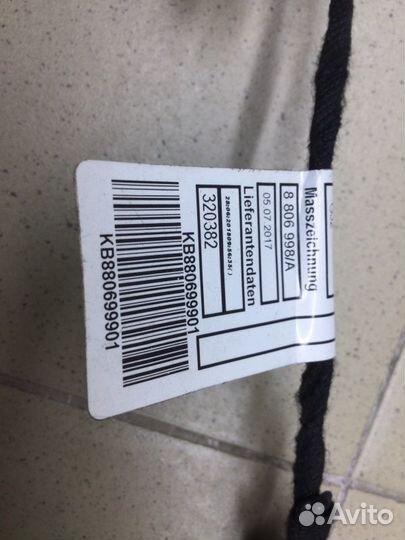 Masszeichnung
8 806 998/A
05 07 2017
Lieferantendaten
320382
KB880699901
KB880699901
Avito